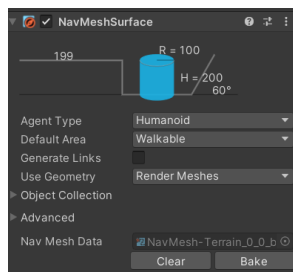 NavMeshSurface
199
R = 100
H = 200
60°
Agent Type Humanoid
Default Area Walkable
Generate Links
Use Geometry Render Meshes
Object Collection
Advanced
Nav Mesh Data NavMesh-Terrain_0_0_b
Clear Bake